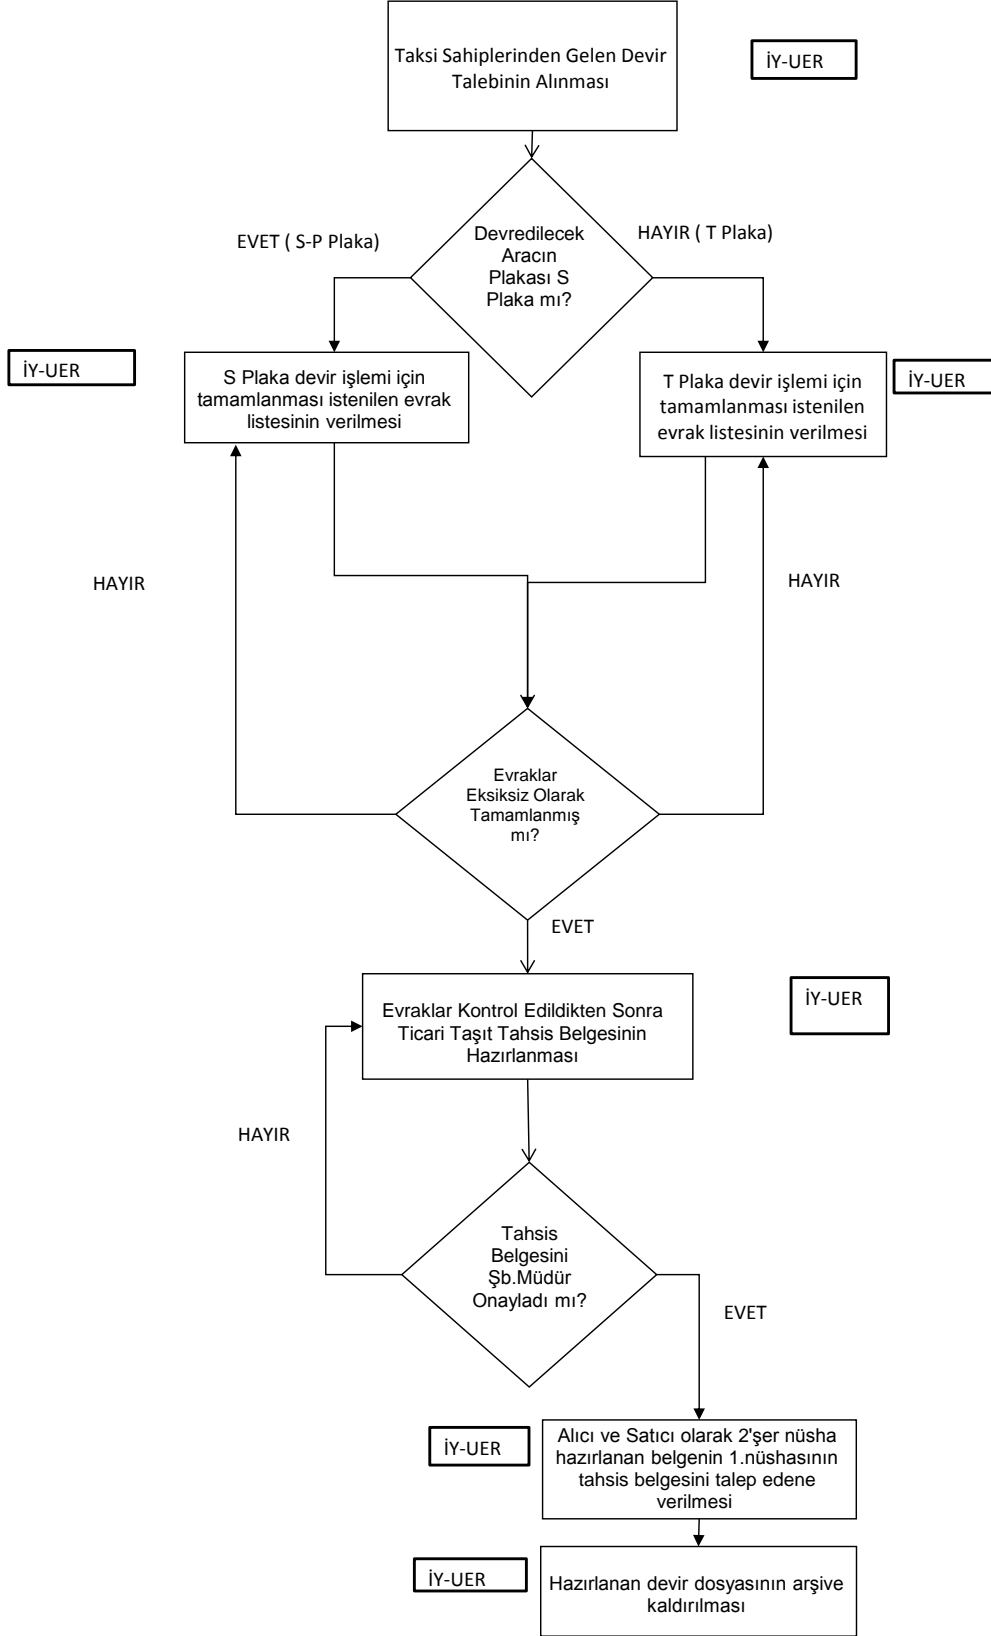 Taksi Sahiplerinden Gelen Devir
Talebinin Alınması
İY-UER
EVET ( S-P Plaka)
Devredilecek
Aracın
Plakası S
Plaka mı?
HAYIR ( T Plaka)
İY-UER
S Plaka devir işlemi için
tamamlanması istenilen evrak
listesinin verilmesi
T Plaka devir işlemi için
tamamlanması istenilen
evrak listesinin verilmesi
İY-UER
HAYIR
HAYIR
Evraklar
Eksiksiz Olarak
Tamamlanmış
mı?
EVET
Evraklar Kontrol Edildikten Sonra
Ticari Taşıt Tahsis Belgesinin
Hazırlanması
İY-UER
HAYIR
Tahsis
Belgesini
Şb.Müdür
Onayladı mı?
EVET
İY-UER
Alıcı ve Satıcı olarak 2'şer nüsha
hazırlanan belgenin 1.nüshasının
tahsis belgesini talep edene
verilmesi
İY-UER
Hazırlanan devir dosyasının arşive
kaldırılması